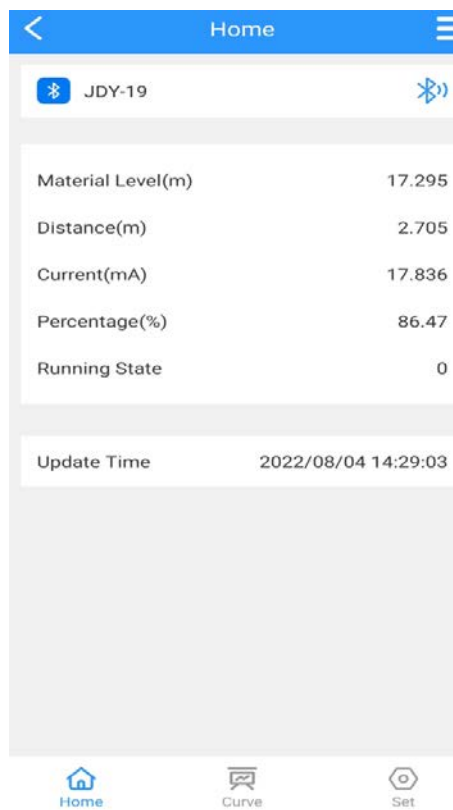 Home
JDY-19
Material Level(m) 17.295
Distance(m) 2.705
Current(mA) 17.836
Percentage(%) 86.47
Running State 0
Update Time 2022/08/04 14:29:03
Home Curve Set